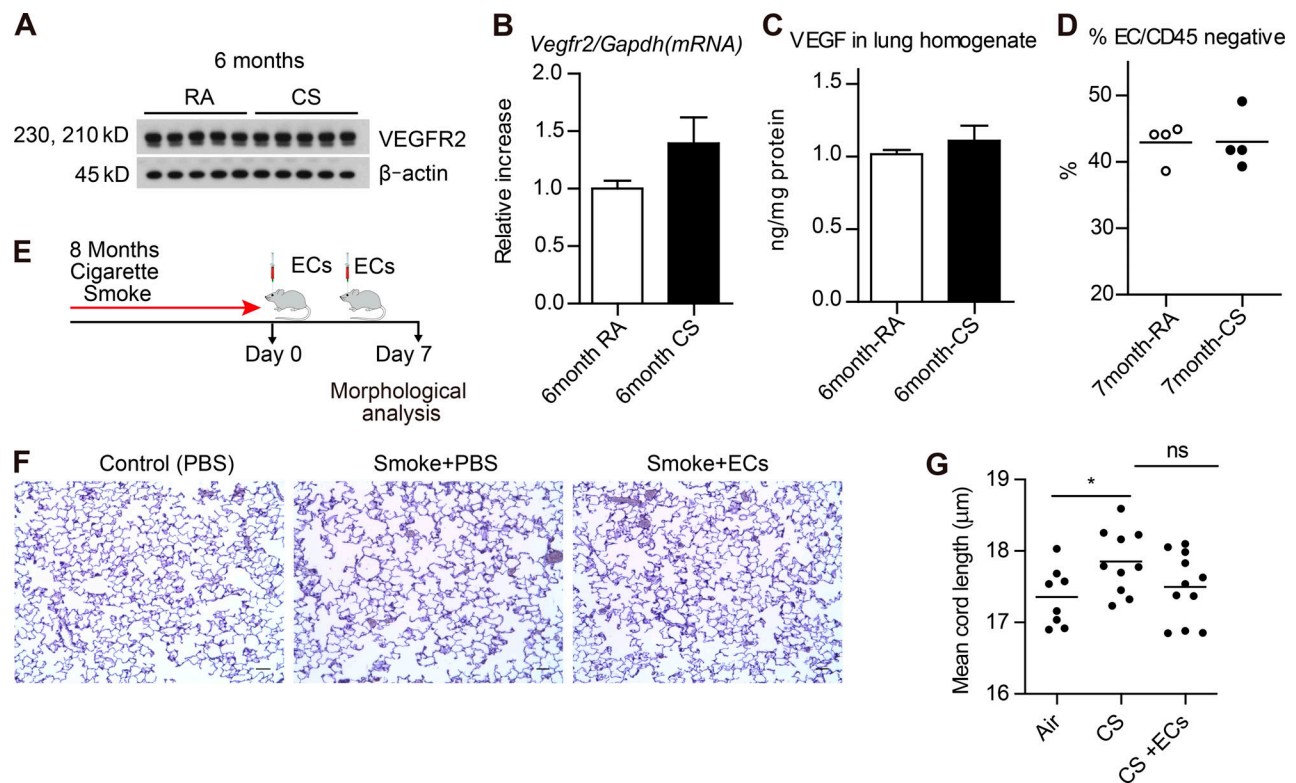 A
6 months
RA CS
230, 210 kD VEGFR2
45 kD β-actin
B
Vegfr2/Gapdh(mRNA)
Relative increase
2.0
1.5
1.0
0.5
0.0
6month RA
6month CS
C
VEGF in lung homogenate
ng/mg protein
1.5
1.0
0.5
0.0
6month-RA
6month-CS
D
% EC/CD45 negative
%
50
40
30
20
7month-RA
7month-CS
E
8 Months
Cigarette
Smoke
ECs ECs
Day 0 Day 7
Morphological
analysis
F
Control (PBS) Smoke+PBS Smoke+ECs
G
ns
*
Mean cord length (μm)
19
18
17
16
Air
CS
CS +ECs